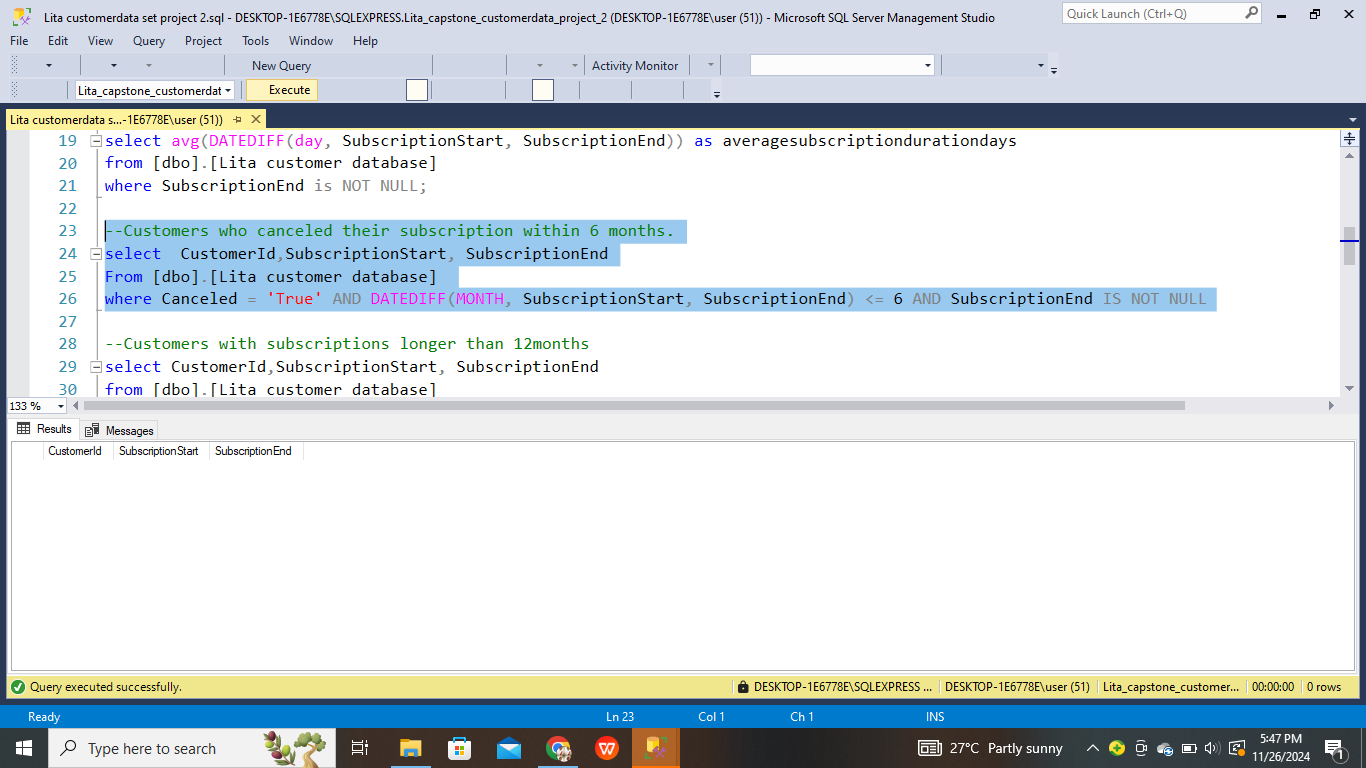 Lita customerdata set project 2.sql - DESKTOP-1E6778E\SQLEXPRESS.Lita_capstone_customerdata_project_2 (DESKTOP-1E6778E\user (51)) - Microsoft SQL Server Management Studio
Quick Launch (Ctrl+Q)
File Edit View Query Project Tools Window Help
New Query Activity Monitor
Lita_capstone_customerdat Execute
Lita customerdata s...-1E6778E\user (51))
19 select avg(DATEDIFF(day, SubscriptionStart, SubscriptionEnd)) as averagesubscriptiondurationdays
20 from [dbo].[Lita customer database]
21 where SubscriptionEnd is NOT NULL;
22
23 --Customers who canceled their subscription within 6 months.
24 select  CustomerId,SubscriptionStart, SubscriptionEnd
25 From [dbo].[Lita customer database]
26 where Canceled = 'True' AND DATEDIFF(MONTH, SubscriptionStart, SubscriptionEnd) <= 6 AND SubscriptionEnd IS NOT NULL
27
28 --Customers with subscriptions longer than 12months
29 select CustomerId,SubscriptionStart, SubscriptionEnd
30 from [dbo].[Lita customer database]
133 %
Results Messages
CustomerId SubscriptionStart SubscriptionEnd
Query executed successfully. DESKTOP-1E6778E\SQLEXPRESS ... DESKTOP-1E6778E\user (51) Lita_capstone_customer... 00:00:00 0 rows
Ready Ln 23 Col 1 Ch 1 INS
Type here to search 27°C Partly sunny 5:47 PM
11/26/2024 1